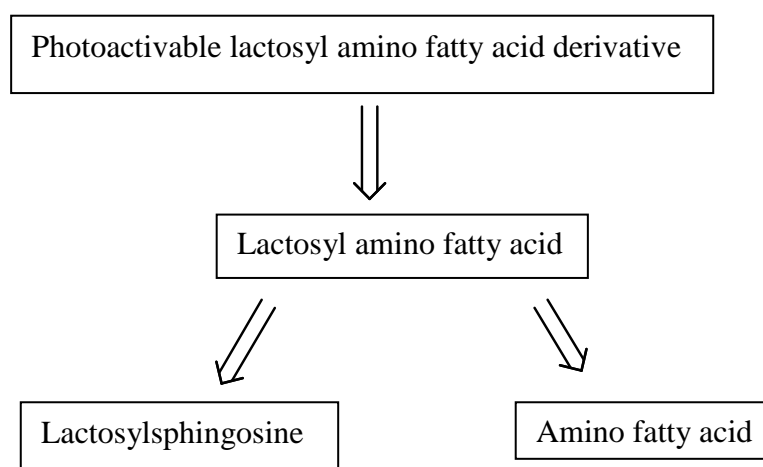 Photoactivable lactosyl amino fatty acid derivative
Lactosyl amino fatty acid
Lactosylsphingosine
Amino fatty acid